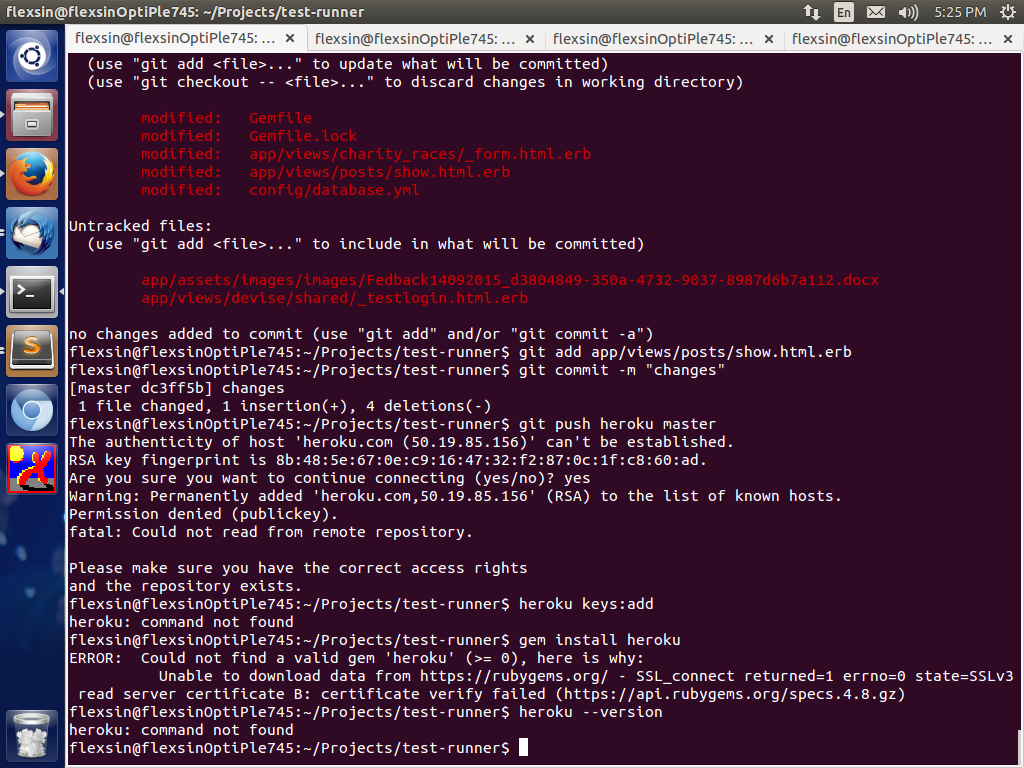 flexsin@flexsinOptiPle745: ~/Projects/test-runner
En
5:25 PM
flexsin@flexsinOptiPle745: ... × flexsin@flexsinOptiPle745: ... × flexsin@flexsinOptiPle745: ... × flexsin@flexsinOptiPle745: ... ×
(use "git add <file>..." to update what will be committed)
(use "git checkout -- <file>..." to discard changes in working directory)
modified:   Gemfile
modified:   Gemfile.lock
modified:   app/views/charity_races/_form.html.erb
modified:   app/views/posts/show.html.erb
modified:   config/database.yml
Untracked files:
(use "git add <file>..." to include in what will be committed)
app/assets/images/images/Fedback14092015_d3804849-350a-4732-9037-8987d6b7a112.docx
app/views/devise/shared/_testlogin.html.erb
no changes added to commit (use "git add" and/or "git commit -a")
flexsin@flexsinOptiPle745:~/Projects/test-runner$ git add app/views/posts/show.html.erb
flexsin@flexsinOptiPle745:~/Projects/test-runner$ git commit -m "changes"
[master dc3ff5b] changes
1 file changed, 1 insertion(+), 4 deletions(-)
flexsin@flexsinOptiPle745:~/Projects/test-runner$ git push heroku master
The authenticity of host 'heroku.com (50.19.85.156)' can't be established.
RSA key fingerprint is 8b:48:5e:67:0e:c9:16:47:32:f2:87:0c:1f:c8:60:ad.
Are you sure you want to continue connecting (yes/no)? yes
Warning: Permanently added 'heroku.com,50.19.85.156' (RSA) to the list of known hosts.
Permission denied (publickey).
fatal: Could not read from remote repository.
Please make sure you have the correct access rights
and the repository exists.
flexsin@flexsinOptiPle745:~/Projects/test-runner$ heroku keys:add
heroku: command not found
flexsin@flexsinOptiPle745:~/Projects/test-runner$ gem install heroku
ERROR:  Could not find a valid gem 'heroku' (>= 0), here is why:
Unable to download data from https://rubygems.org/ - SSL_connect returned=1 errno=0 state=SSLv3
read server certificate B: certificate verify failed (https://api.rubygems.org/specs.4.8.gz)
flexsin@flexsinOptiPle745:~/Projects/test-runner$ heroku --version
heroku: command not found
flexsin@flexsinOptiPle745:~/Projects/test-runner$